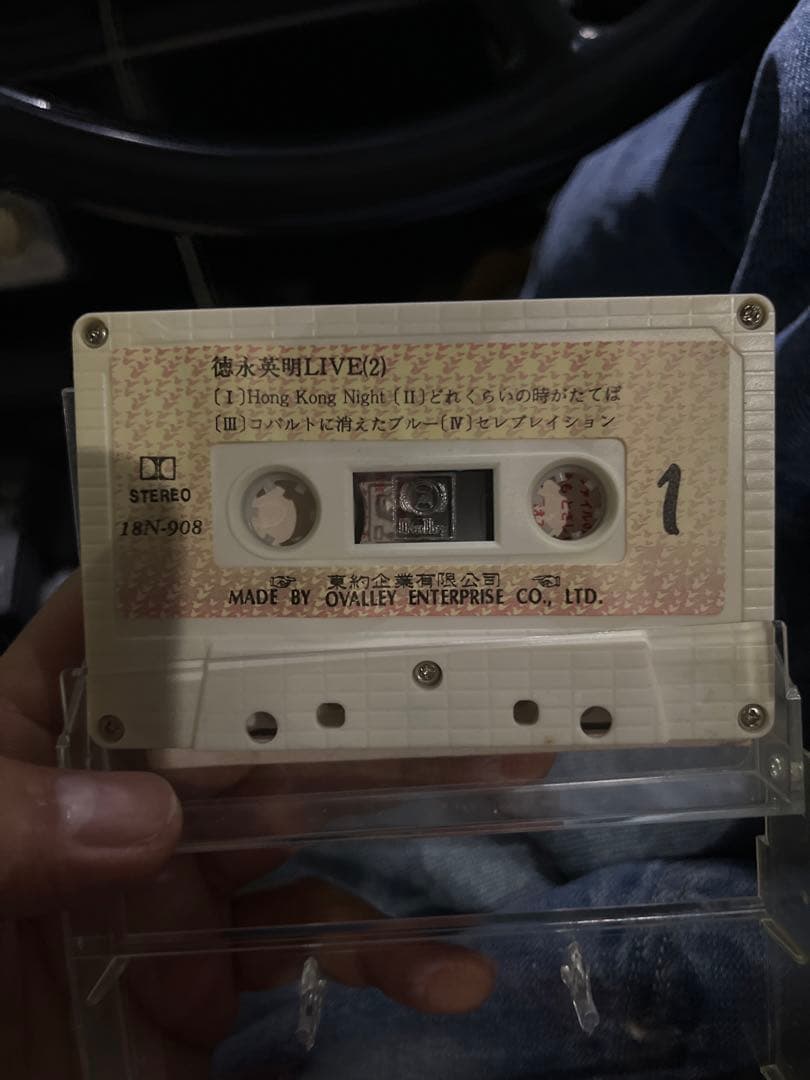 徳永英明LIVE(2)
〔Ⅰ〕Hong Kong Night〔Ⅱ〕どれくらいの時がたてば
〔Ⅲ〕コバルトに消えたブルー〔Ⅳ〕セレブレイション
STEREO
18N-908
1
東約企業有限公司
MADE BY OVALLEY ENTERPRISE CO., LTD.